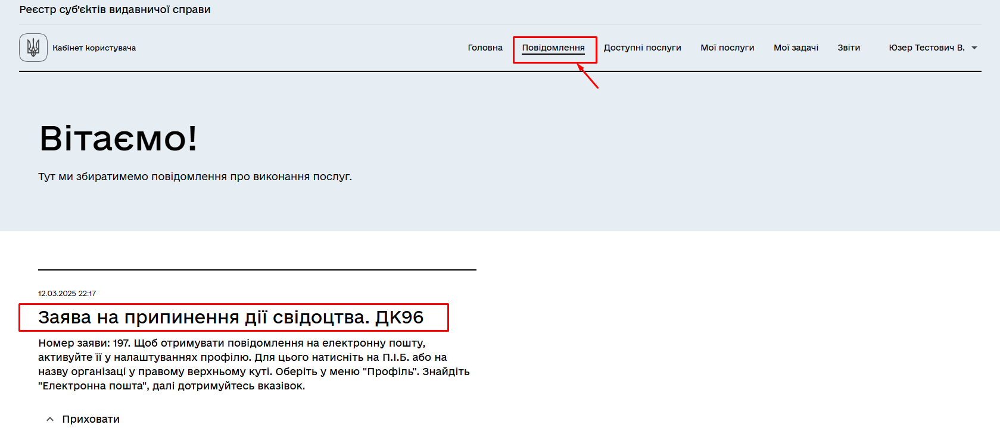 Реєстр суб’єктів видавничої справи
Кабінет користувача
Головна Повідомлення Доступні послуги Мої послуги Мої задачі Звіти Юзер Тестович В.
Вітаємо!
Тут ми збиратимемо повідомлення про виконання послуг.
12.03.2025 22:17
Заява на припинення дії свідоцтва. ДК96
Номер заяви: 197. Щоб отримувати повідомлення на електронну пошту,
активуйте її у налаштуваннях профілю. Для цього натисніть на П.І.Б. або на
назву організаці у правому верхньому куті. Оберіть у меню "Профіль". Знайдіть
"Електронна пошта", далі дотримуйтесь вказівок.
Приховати